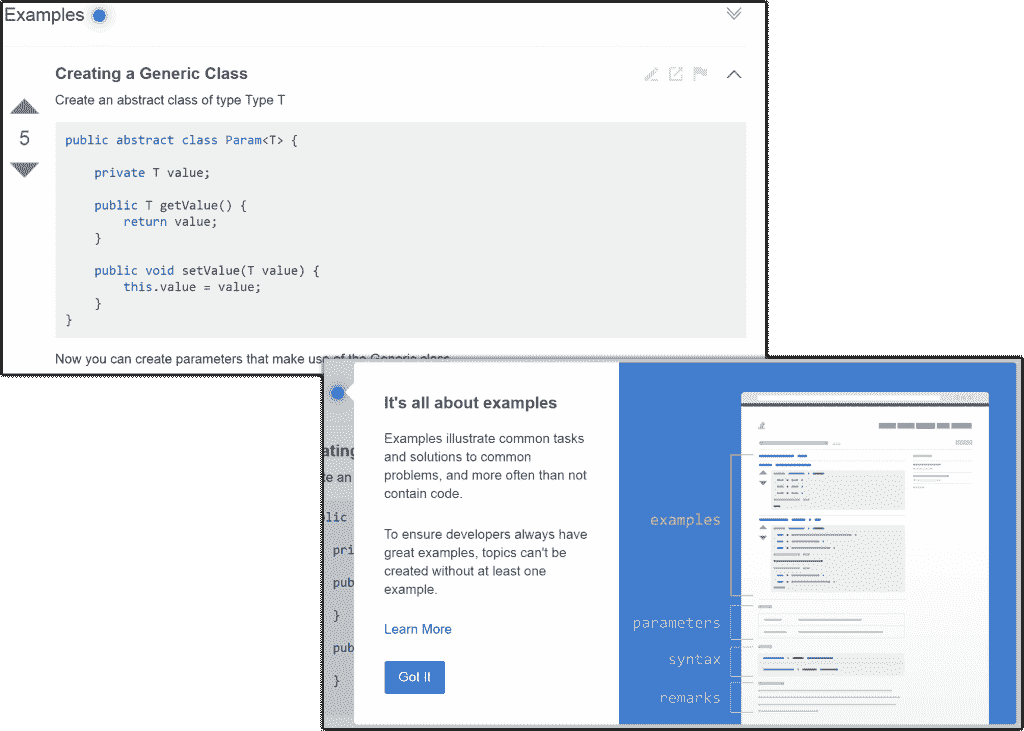 Examples
Creating a Generic Class
Create an abstract class of type Type T
5
public abstract class Param<T> {
private T value;
public T getValue() {
return value;
}
public void setValue(T value) {
this.value = value;
}
}
Now you can create parameters that make use of the Generic class
ating
te an
lic
pri
pub
}
pub
}
It's all about examples
Examples illustrate common tasks
and solutions to common
problems, and more often than not
contain code.
To ensure developers always have
great examples, topics can't be
created without at least one
example.
Learn More
Got It
examples
parameters
syntax
remarks